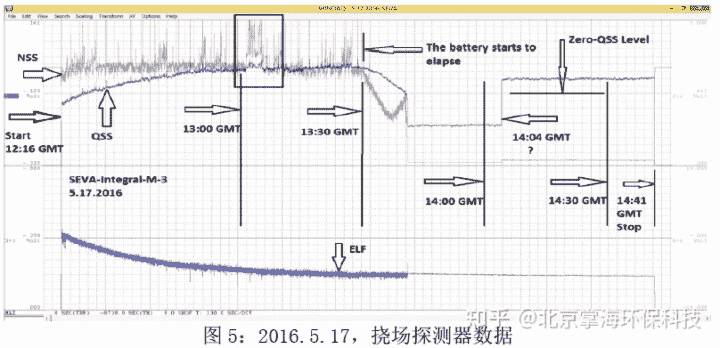 File Edit View Search Scaling Transform XY Options Help
NSS
The battery starts to
elapse
Zero-QSS Level
Start
12:16 GMT
QSS
13:00 GMT
13:30 GMT
14:04 GMT
?
SEVA-Integral-M-3
5.17.2016
14:00 GMT
14:30 GMT
14:41
GMT
Stop
ELF
知乎 @北京掌海环保科技
图 5：2016.5.17，挠场探测器数据